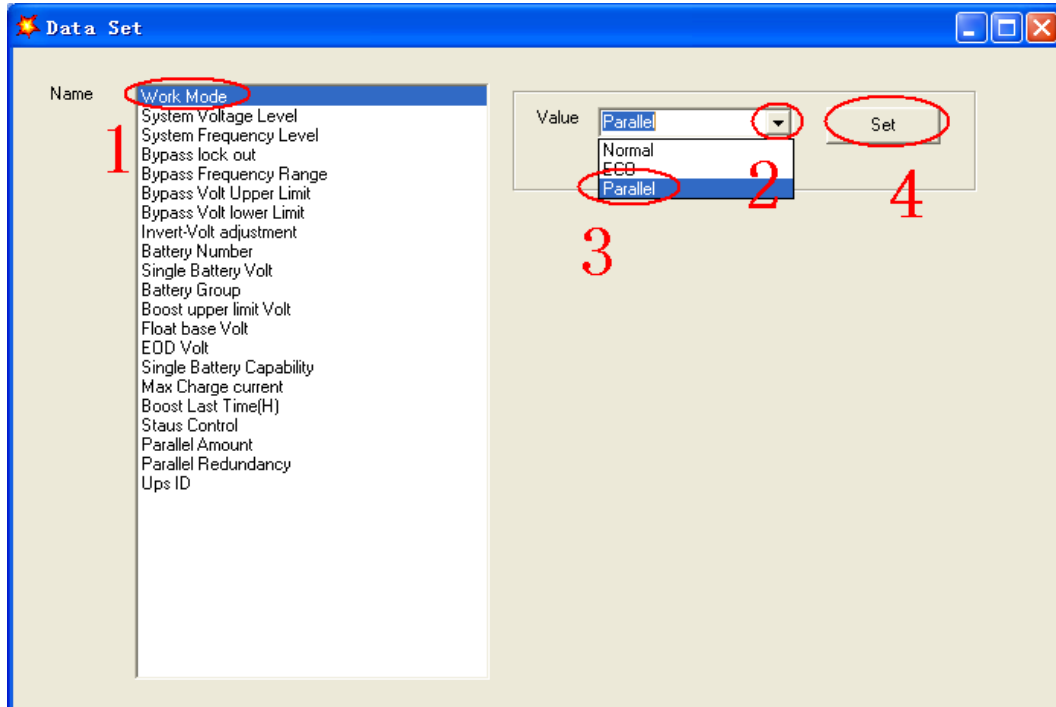 Data Set
Name
Work Mode
System Voltage Level
System Frequency Level
Bypass lock out
Bypass Frequency Range
Bypass Volt Upper Limit
Bypass Volt lower Limit
Invert-Volt adjustment
Battery Number
Single Battery Volt
Battery Group
Boost upper limit Volt
Float base Volt
EOD Volt
Single Battery Capability
Max Charge current
Boost Last Time(H)
Staus Control
Parallel Amount
Parallel Redundancy
Ups ID
1
Value
Parallel
Set
Normal
ECO
Parallel
2
3
4